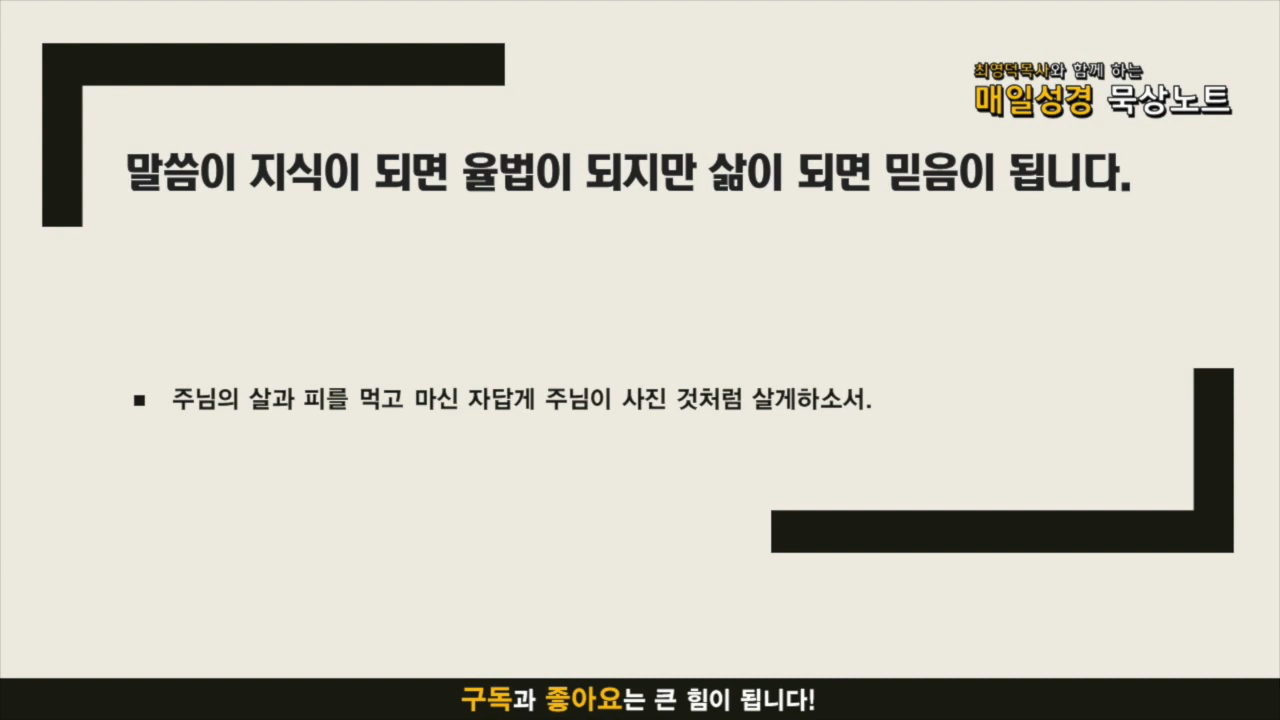 최영덕목사와 함께 하는
매일성경 묵상노트
말씀이 지식이 되면 율법이 되지만 삶이 되면 믿음이 됩니다.
■ 주님의 살과 피를 먹고 마신 자답게 주님이 사진 것처럼 살게하소서.
구독과 좋아요는 큰 힘이 됩니다!